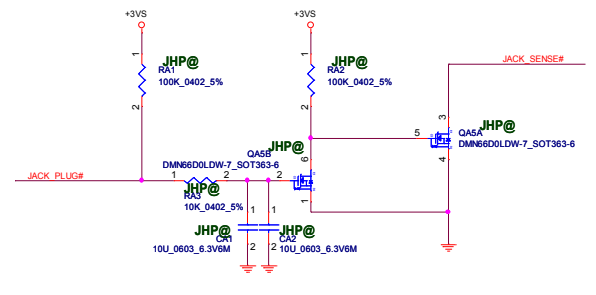 +3VS
+3VS
1
JHP@
RA1
100K_0402_5%
2
1
JHP@
RA2
100K_0402_5%
2
JACK_SENSE#
3
JHP@
QA5A
DMN66D0LDW-7_SOT363-6
5
4
JHP@
QA5B
DMN66D0LDW-7_SOT363-6
6
2
1
JACK_PLUG#
1
2
JHP@
RA3
10K_0402_5%
1
1
JHP@
JHP@
CA1
CA2
2
2
10U_0603_6.3V6M
10U_0603_6.3V6M